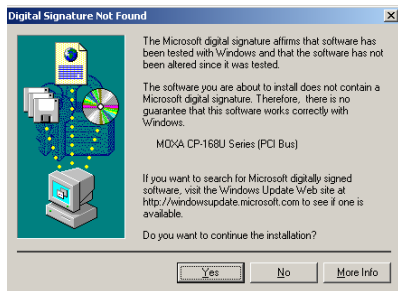 Digital Signature Not Found
The Microsoft digital signature affirms that software has
been tested with Windows and that the software has not
been altered since it was tested.
The software you are about to install does not contain a
Microsoft digital signature. Therefore, there is no
guarantee that this software works correctly with
Windows.
MOXA CP-168U Series (PCI Bus)
If you want to search for Microsoft digitally signed
software, visit the Windows Update Web site at
http://windowsupdate.microsoft.com to see if one is
available.
Do you want to continue the installation?
Yes No More Info